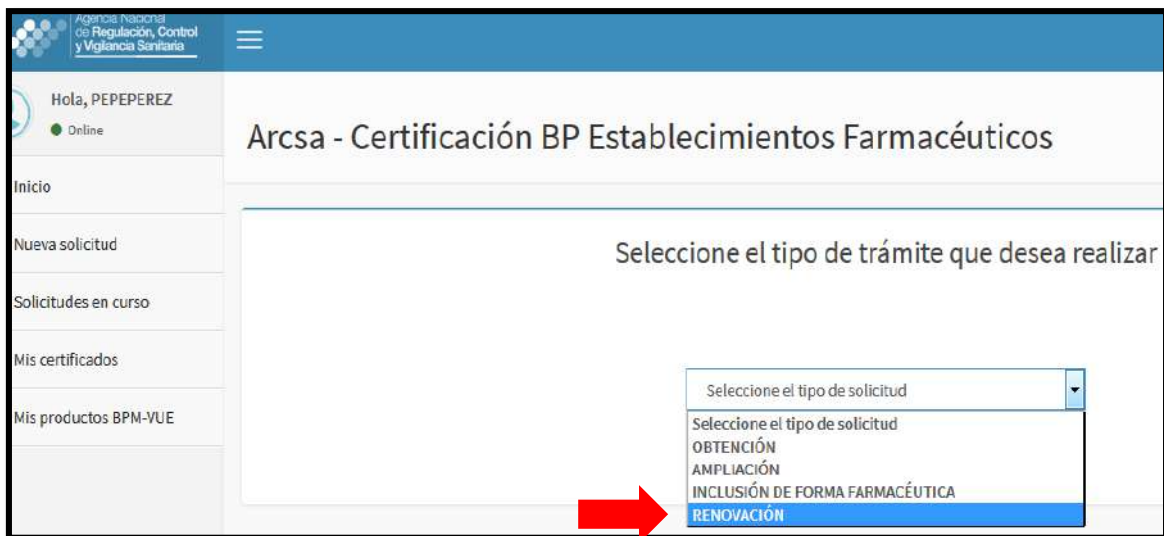 Agencia Nacional
de Regulación, Control
y Vigilancia Sanitaria
Hola, PEPEPEREZ
Online
Arcsa - Certificación BP Establecimientos Farmacéuticos
Inicio
Nueva solicitud
Solicitudes en curso
Mis certificados
Mis productos BPM-VUE
Seleccione el tipo de trámite que desea realizar
Seleccione el tipo de solicitud
Seleccione el tipo de solicitud
OBTENCIÓN
AMPLIACIÓN
INCLUSIÓN DE FORMA FARMACÉUTICA
RENOVACIÓN